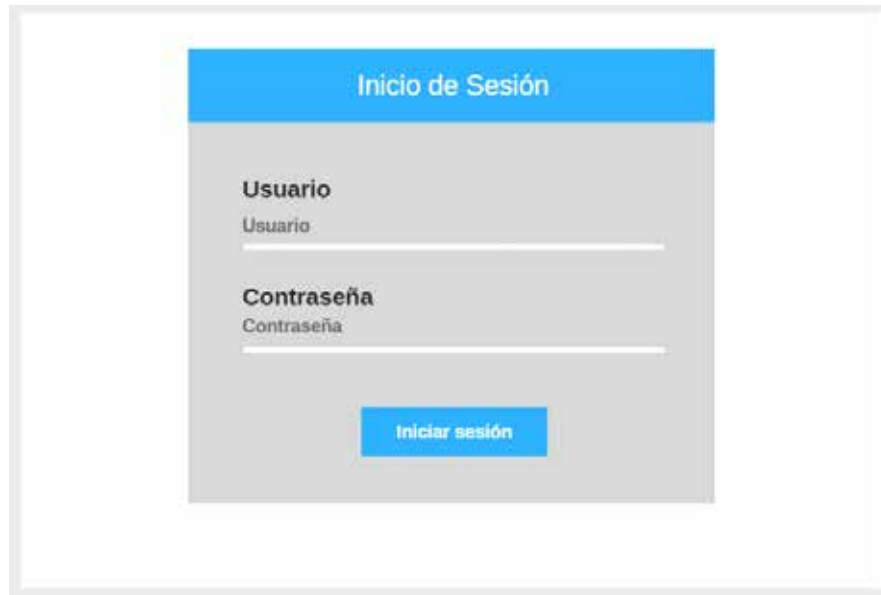 Inicio de Sesión
Usuario
Usuario
Contraseña
Contraseña
Iniciar sesión